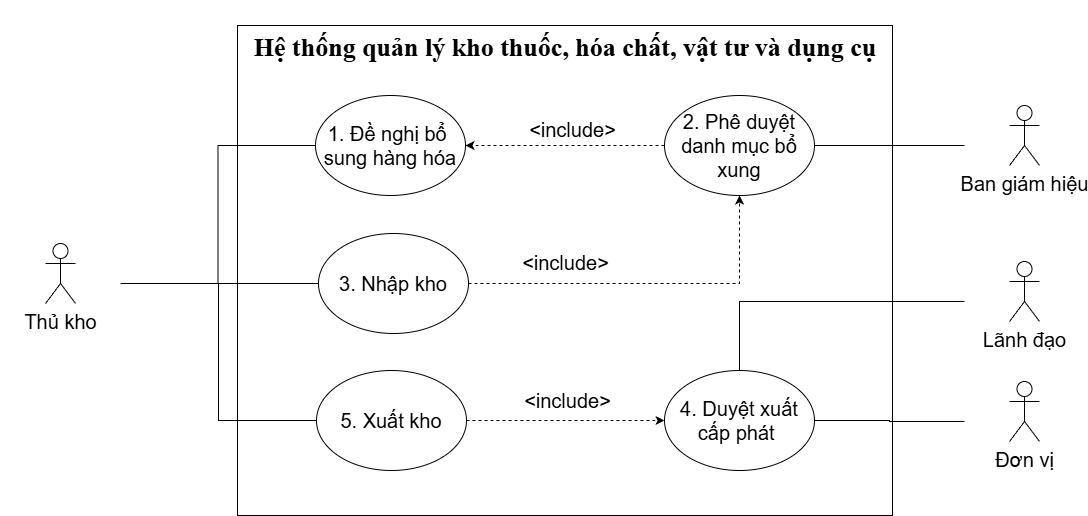 Hệ thống quản lý kho thuốc, hóa chất, vật tư và dụng cụ
1. Đề nghị bổ
sung hàng hóa
<include>
2. Phê duyệt
danh mục bổ
xung
Ban giám hiệu
3. Nhập kho
<include>
Thủ kho
Lãnh đạo
5. Xuất kho
<include>
4. Duyệt xuất
cấp phát
Đơn vị